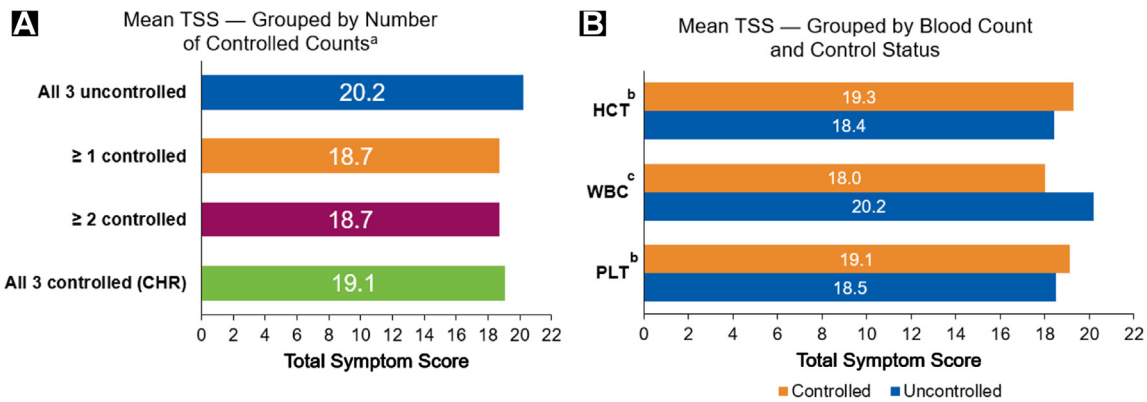 A
Mean TSS — Grouped by Number
of Controlled Counts^a
All 3 uncontrolled
20.2
≥ 1 controlled
18.7
≥ 2 controlled
18.7
All 3 controlled (CHR)
19.1
0 2 4 6 8 10 12 14 16 18 20 22
Total Symptom Score
B
Mean TSS — Grouped by Blood Count
and Control Status
HCT^b
19.3
18.4
WBC^c
18.0
20.2
PLT^b
19.1
18.5
0 2 4 6 8 10 12 14 16 18 20 22
Total Symptom Score
Controlled Uncontrolled